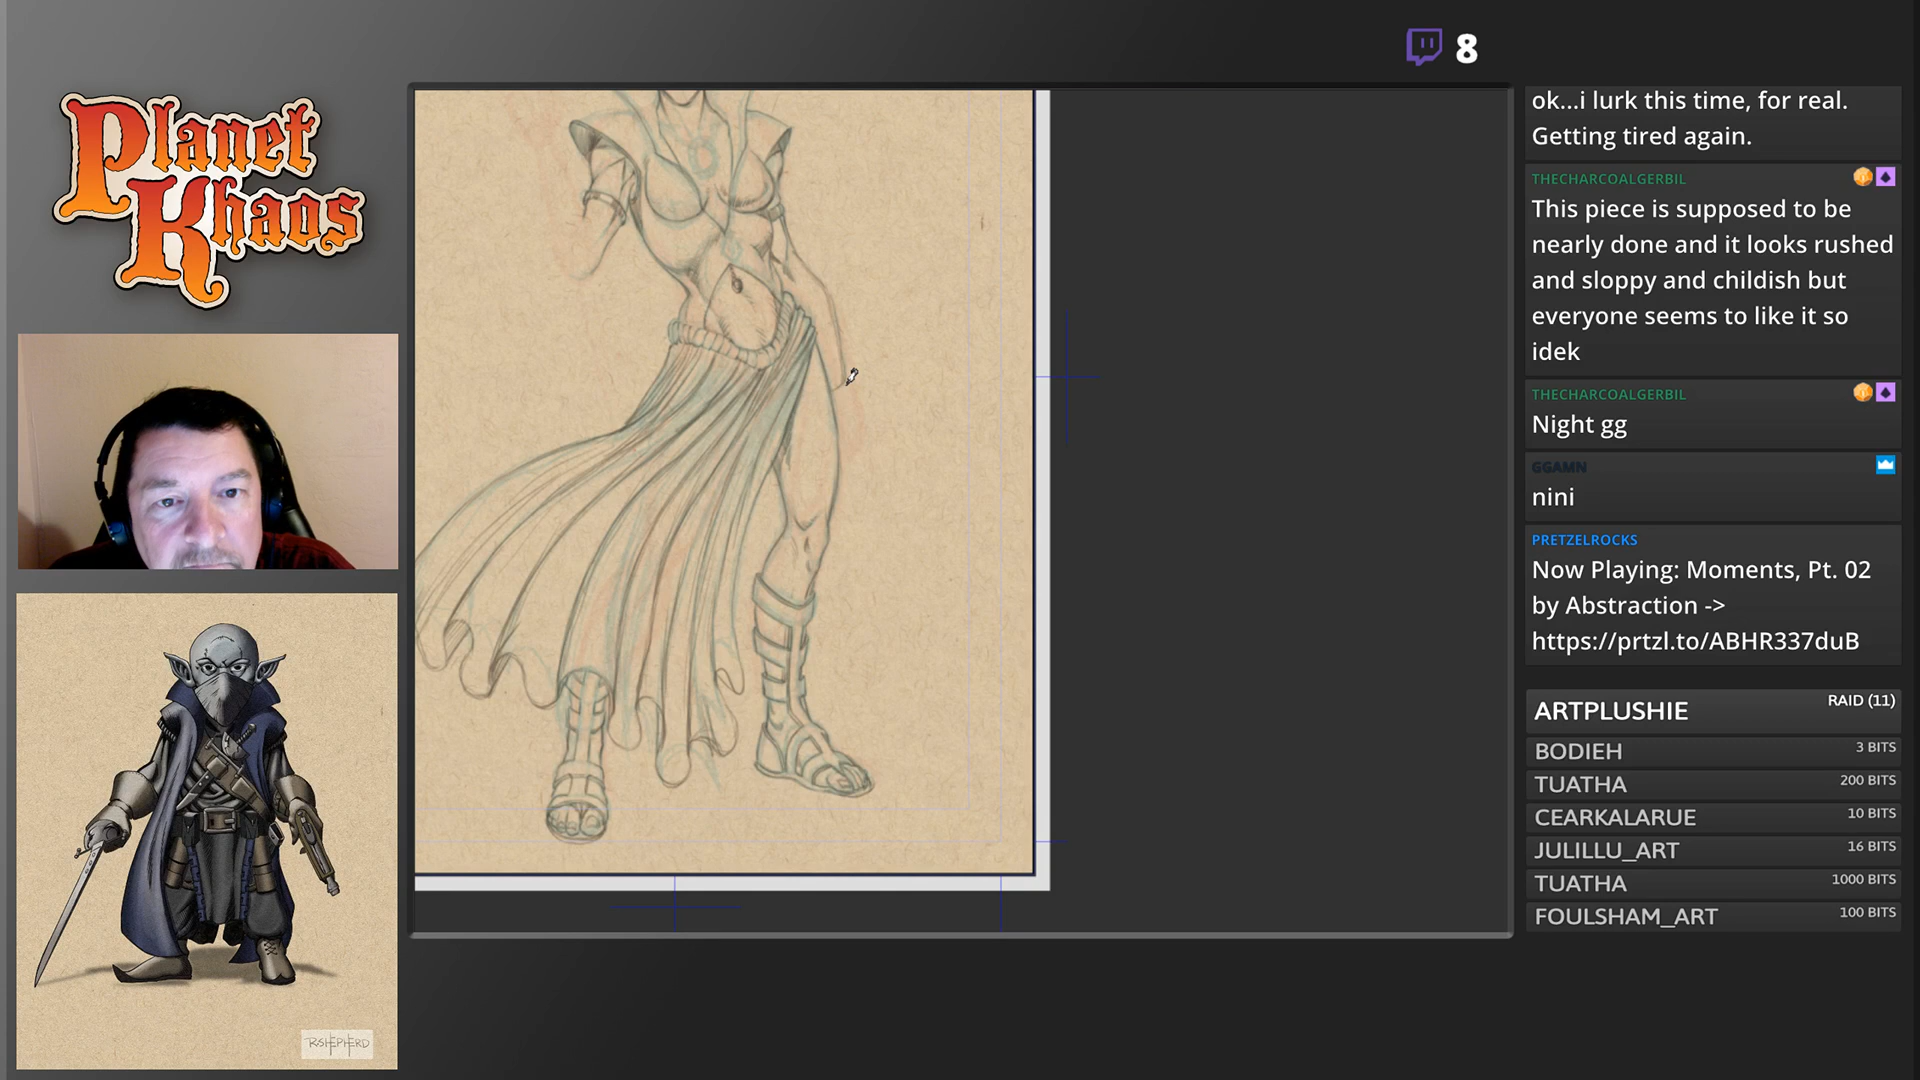 8
Planet
Khaos
ok...i lurk this time, for real.
Getting tired again.
THECHARCOALGERBIL
This piece is supposed to be
nearly done and it looks rushed
and sloppy and childish but
everyone seems to like it so
idek
THECHARCOALGERBIL
Night gg
GGAMN
nini
PRETZELROCKS
Now Playing: Moments, Pt. 02
by Abstraction ->
https://prtzl.to/ABHR337duB
ARTPLUSHIE RAID (11)
BODIEH 3 BITS
TUATHA 200 BITS
CEARKALARUE 10 BITS
JULILLU_ART 16 BITS
TUATHA 1000 BITS
FOULSHAM_ART 100 BITS
RSHEPHERD